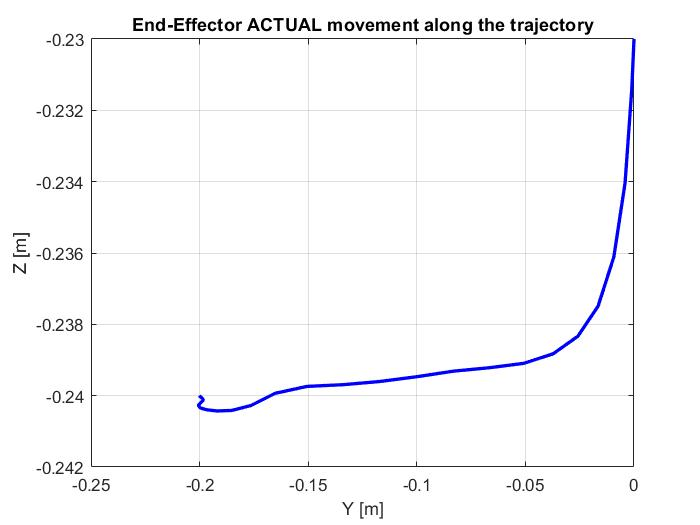 End-Effector ACTUAL movement along the trajectory
-0.23
-0.232
-0.234
-0.236
-0.238
-0.24
-0.242
Z [m]
-0.25 -0.2 -0.15 -0.1 -0.05 0
Y [m]